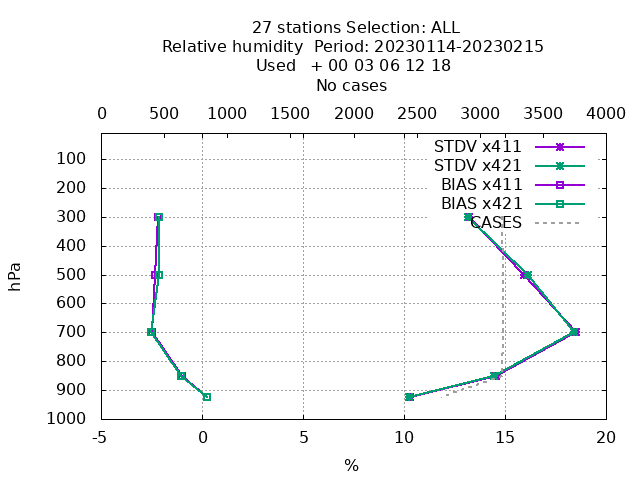 27 stations Selection: ALL
Relative humidity  Period: 20230114-20230215
Used   + 00 03 06 12 18
No cases
0 500 1000 1500 2000 2500 3000 3500 4000
STDV x411
STDV x421
BIAS x411
BIAS x421
CASES
100
200
300
400
500
600
700
800
900
1000
hPa
-5 0 5 10 15 20
%